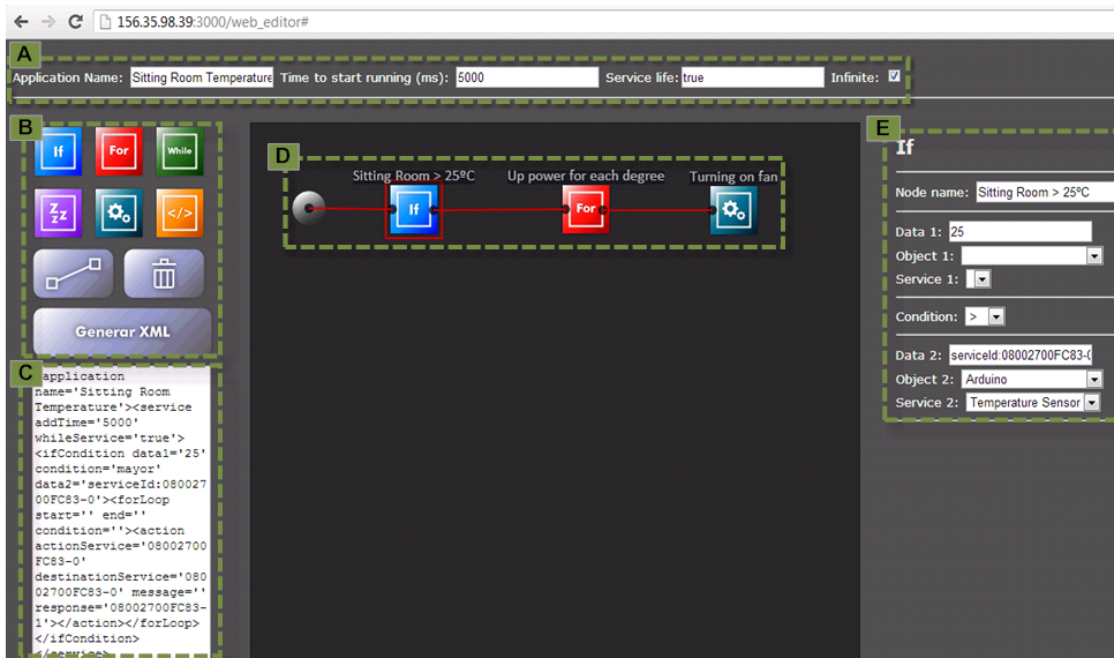 156.35.98.39:3000/web_editor#
A
Application Name: Sitting Room Temperature Time to start running (ms): 5000 Service life: true Infinite:
B
If For While
Zzz </>
Generar XML
C
application
name='Sitting Room
Temperature'><service
addTime='5000'
whileService='true'>
<ifCondition data1='25'
condition='mayor'
data2='serviceId:080027
00FC83-0'><forLoop
start='' end=''
condition=''><action
actionService='08002700
FC83-0'
destinationService='080
02700FC83-0' message=''
response='08002700FC83-
1'></action></forLoop>
</ifCondition>
</service>
D
Sitting Room > 25ºC Up power for each degree Turning on fan
If For
E
If
Node name: Sitting Room > 25ºC
Data 1: 25
Object 1:
Service 1:
Condition: >
Data 2: serviceId:08002700FC83-(
Object 2: Arduino
Service 2: Temperature Sensor